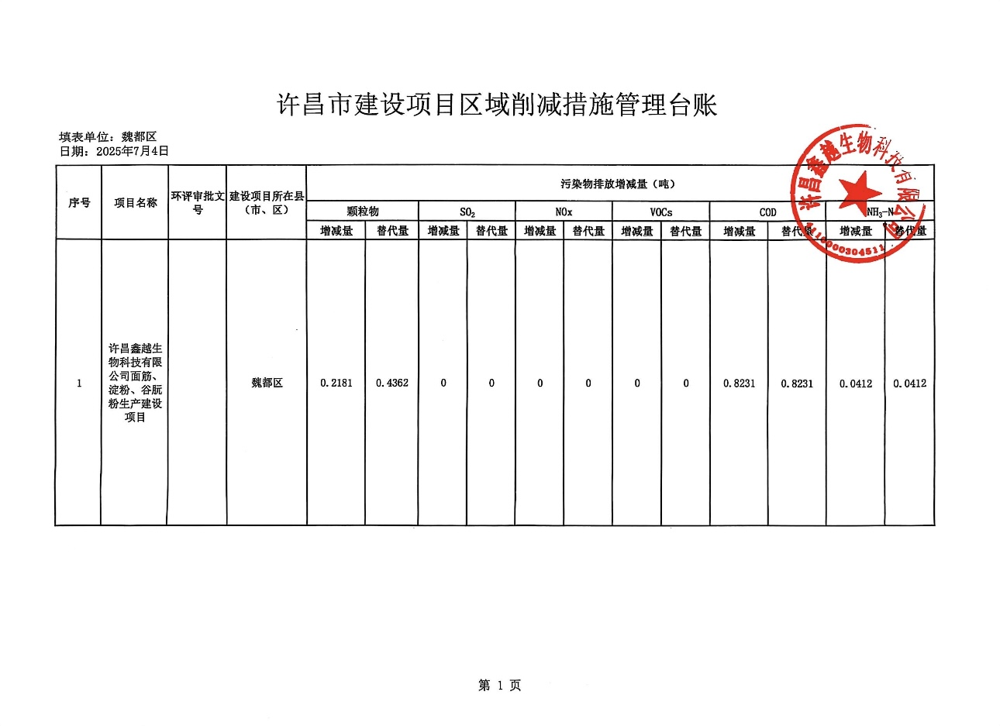 许昌市建设项目区域削减措施管理台账
填表单位：魏都区
日期：2025年7月4日
序号 项目名称 环评审批文号 建设项目所在县（市、区） 污染物排放增减量（吨）
颗粒物 SO₂ NOx VOCs COD NH₃-N
增减量 替代量 增减量 替代量 增减量 替代量 增减量 替代量 增减量 替代量 增减量 替代量
1 许昌鑫越生物科技有限公司面筋、淀粉、谷朊粉生产建设项目 魏都区 0.2181 0.4362 0 0 0 0 0 0 0.8231 0.8231 0.0412 0.0412
许昌鑫越生物科技有限公司
4110000304511
第 1 页